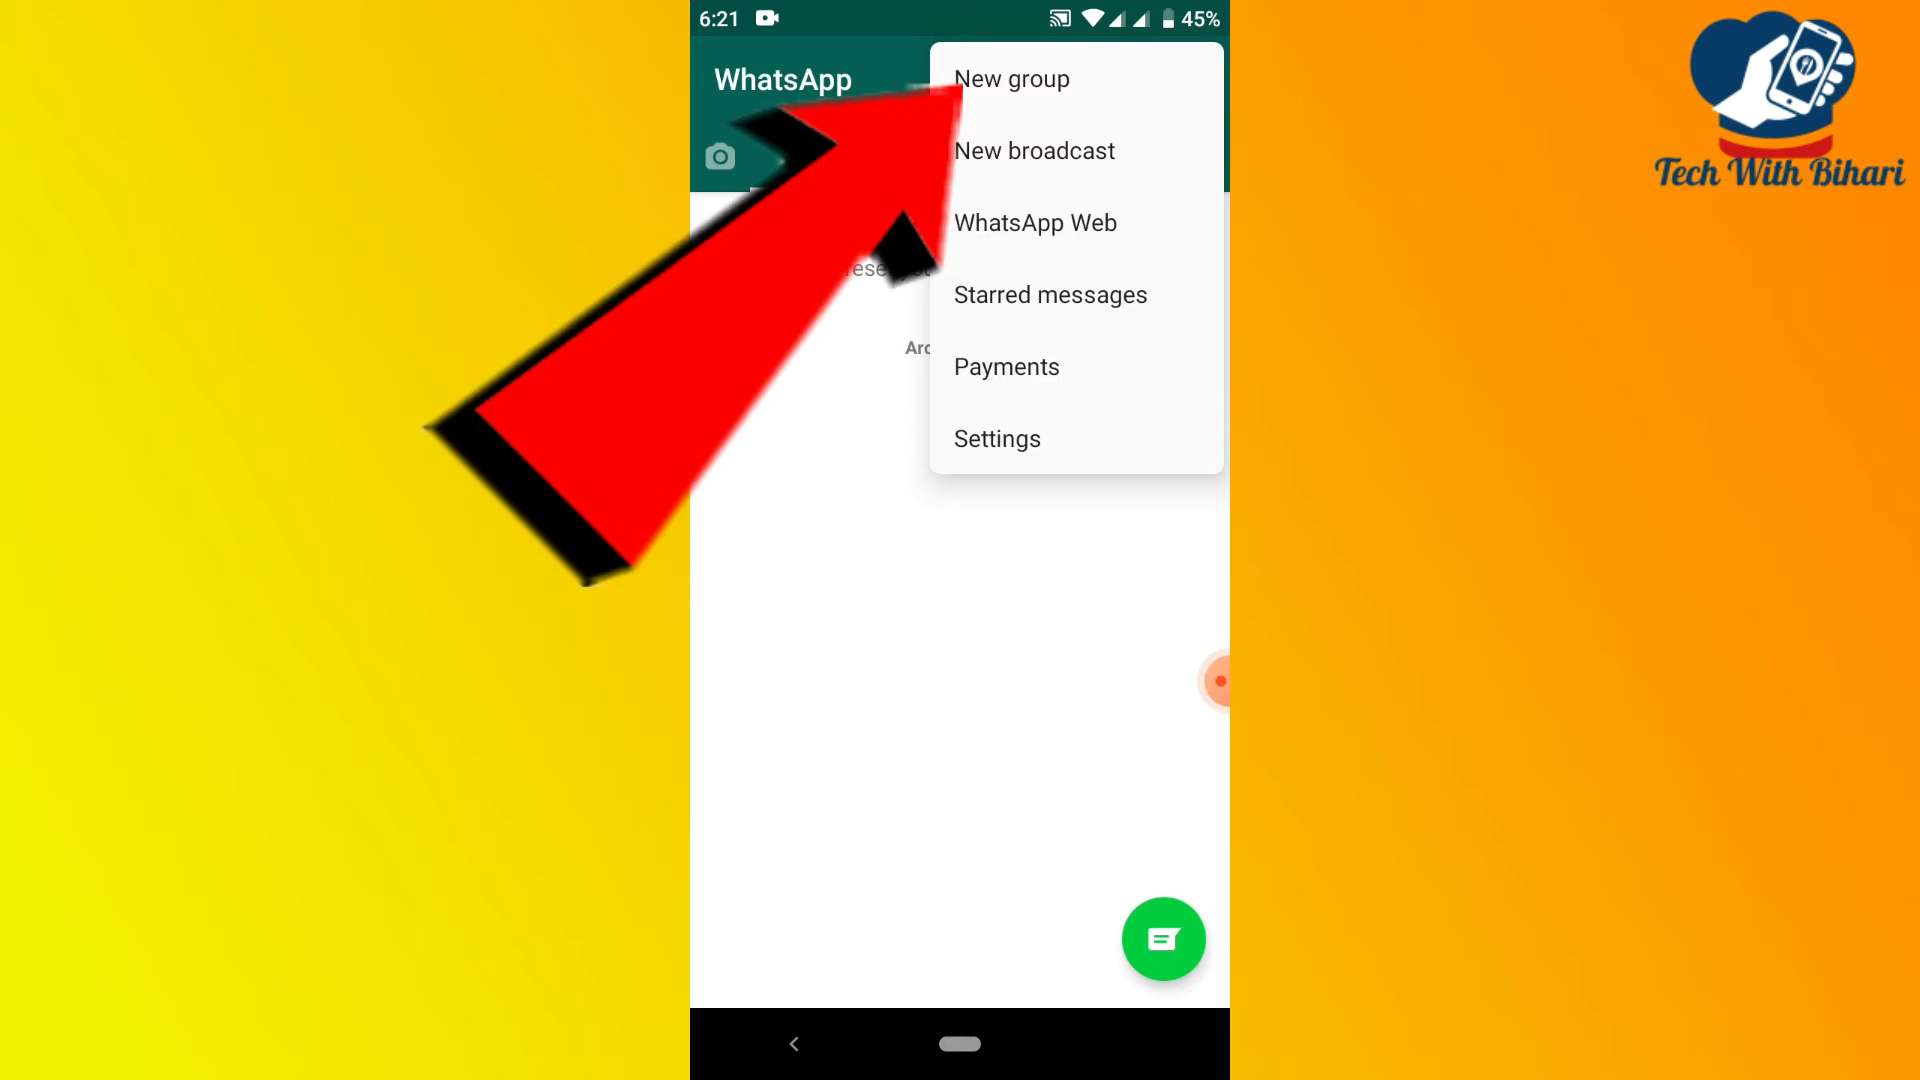 6:21
45%
WhatsApp
New group
New broadcast
WhatsApp Web
Starred messages
Payments
Settings
Tech With Bihari